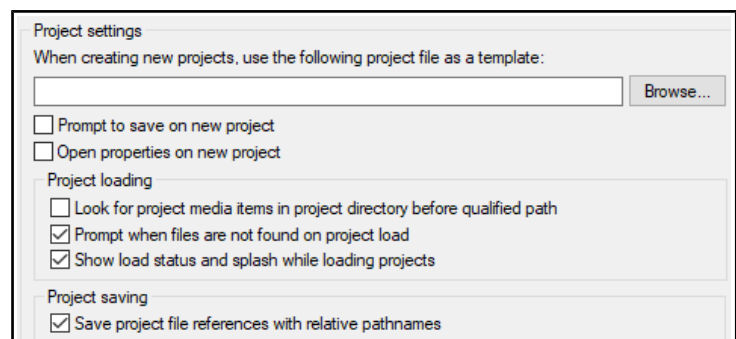 Project settings
When creating new projects, use the following project file as a template:
Browse...
Prompt to save on new project
Open properties on new project
Project loading
Look for project media items in project directory before qualified path
Prompt when files are not found on project load
Show load status and splash while loading projects
Project saving
Save project file references with relative pathnames